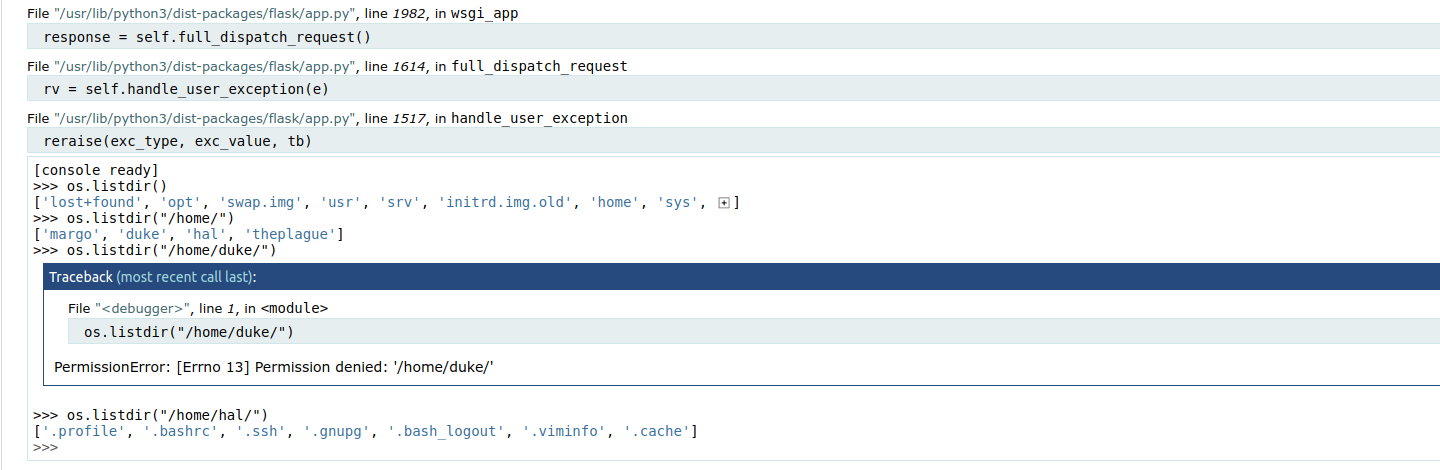 File "/usr/lib/python3/dist-packages/flask/app.py", line 1982, in wsgi_app
response = self.full_dispatch_request()
File "/usr/lib/python3/dist-packages/flask/app.py", line 1614, in full_dispatch_request
rv = self.handle_user_exception(e)
File "/usr/lib/python3/dist-packages/flask/app.py", line 1517, in handle_user_exception
reraise(exc_type, exc_value, tb)
[console ready]
>>> os.listdir()
['lost+found', 'opt', 'swap.img', 'usr', 'srv', 'initrd.img.old', 'home', 'sys', +]
>>> os.listdir("/home/")
['margo', 'duke', 'hal', 'theplague']
>>> os.listdir("/home/duke/")
Traceback (most recent call last):
File "<debugger>", line 1, in <module>
os.listdir("/home/duke/")
PermissionError: [Errno 13] Permission denied: '/home/duke/'
>>> os.listdir("/home/hal/")
['.profile', '.bashrc', '.ssh', '.gnupg', '.bash_logout', '.viminfo', '.cache']
>>>